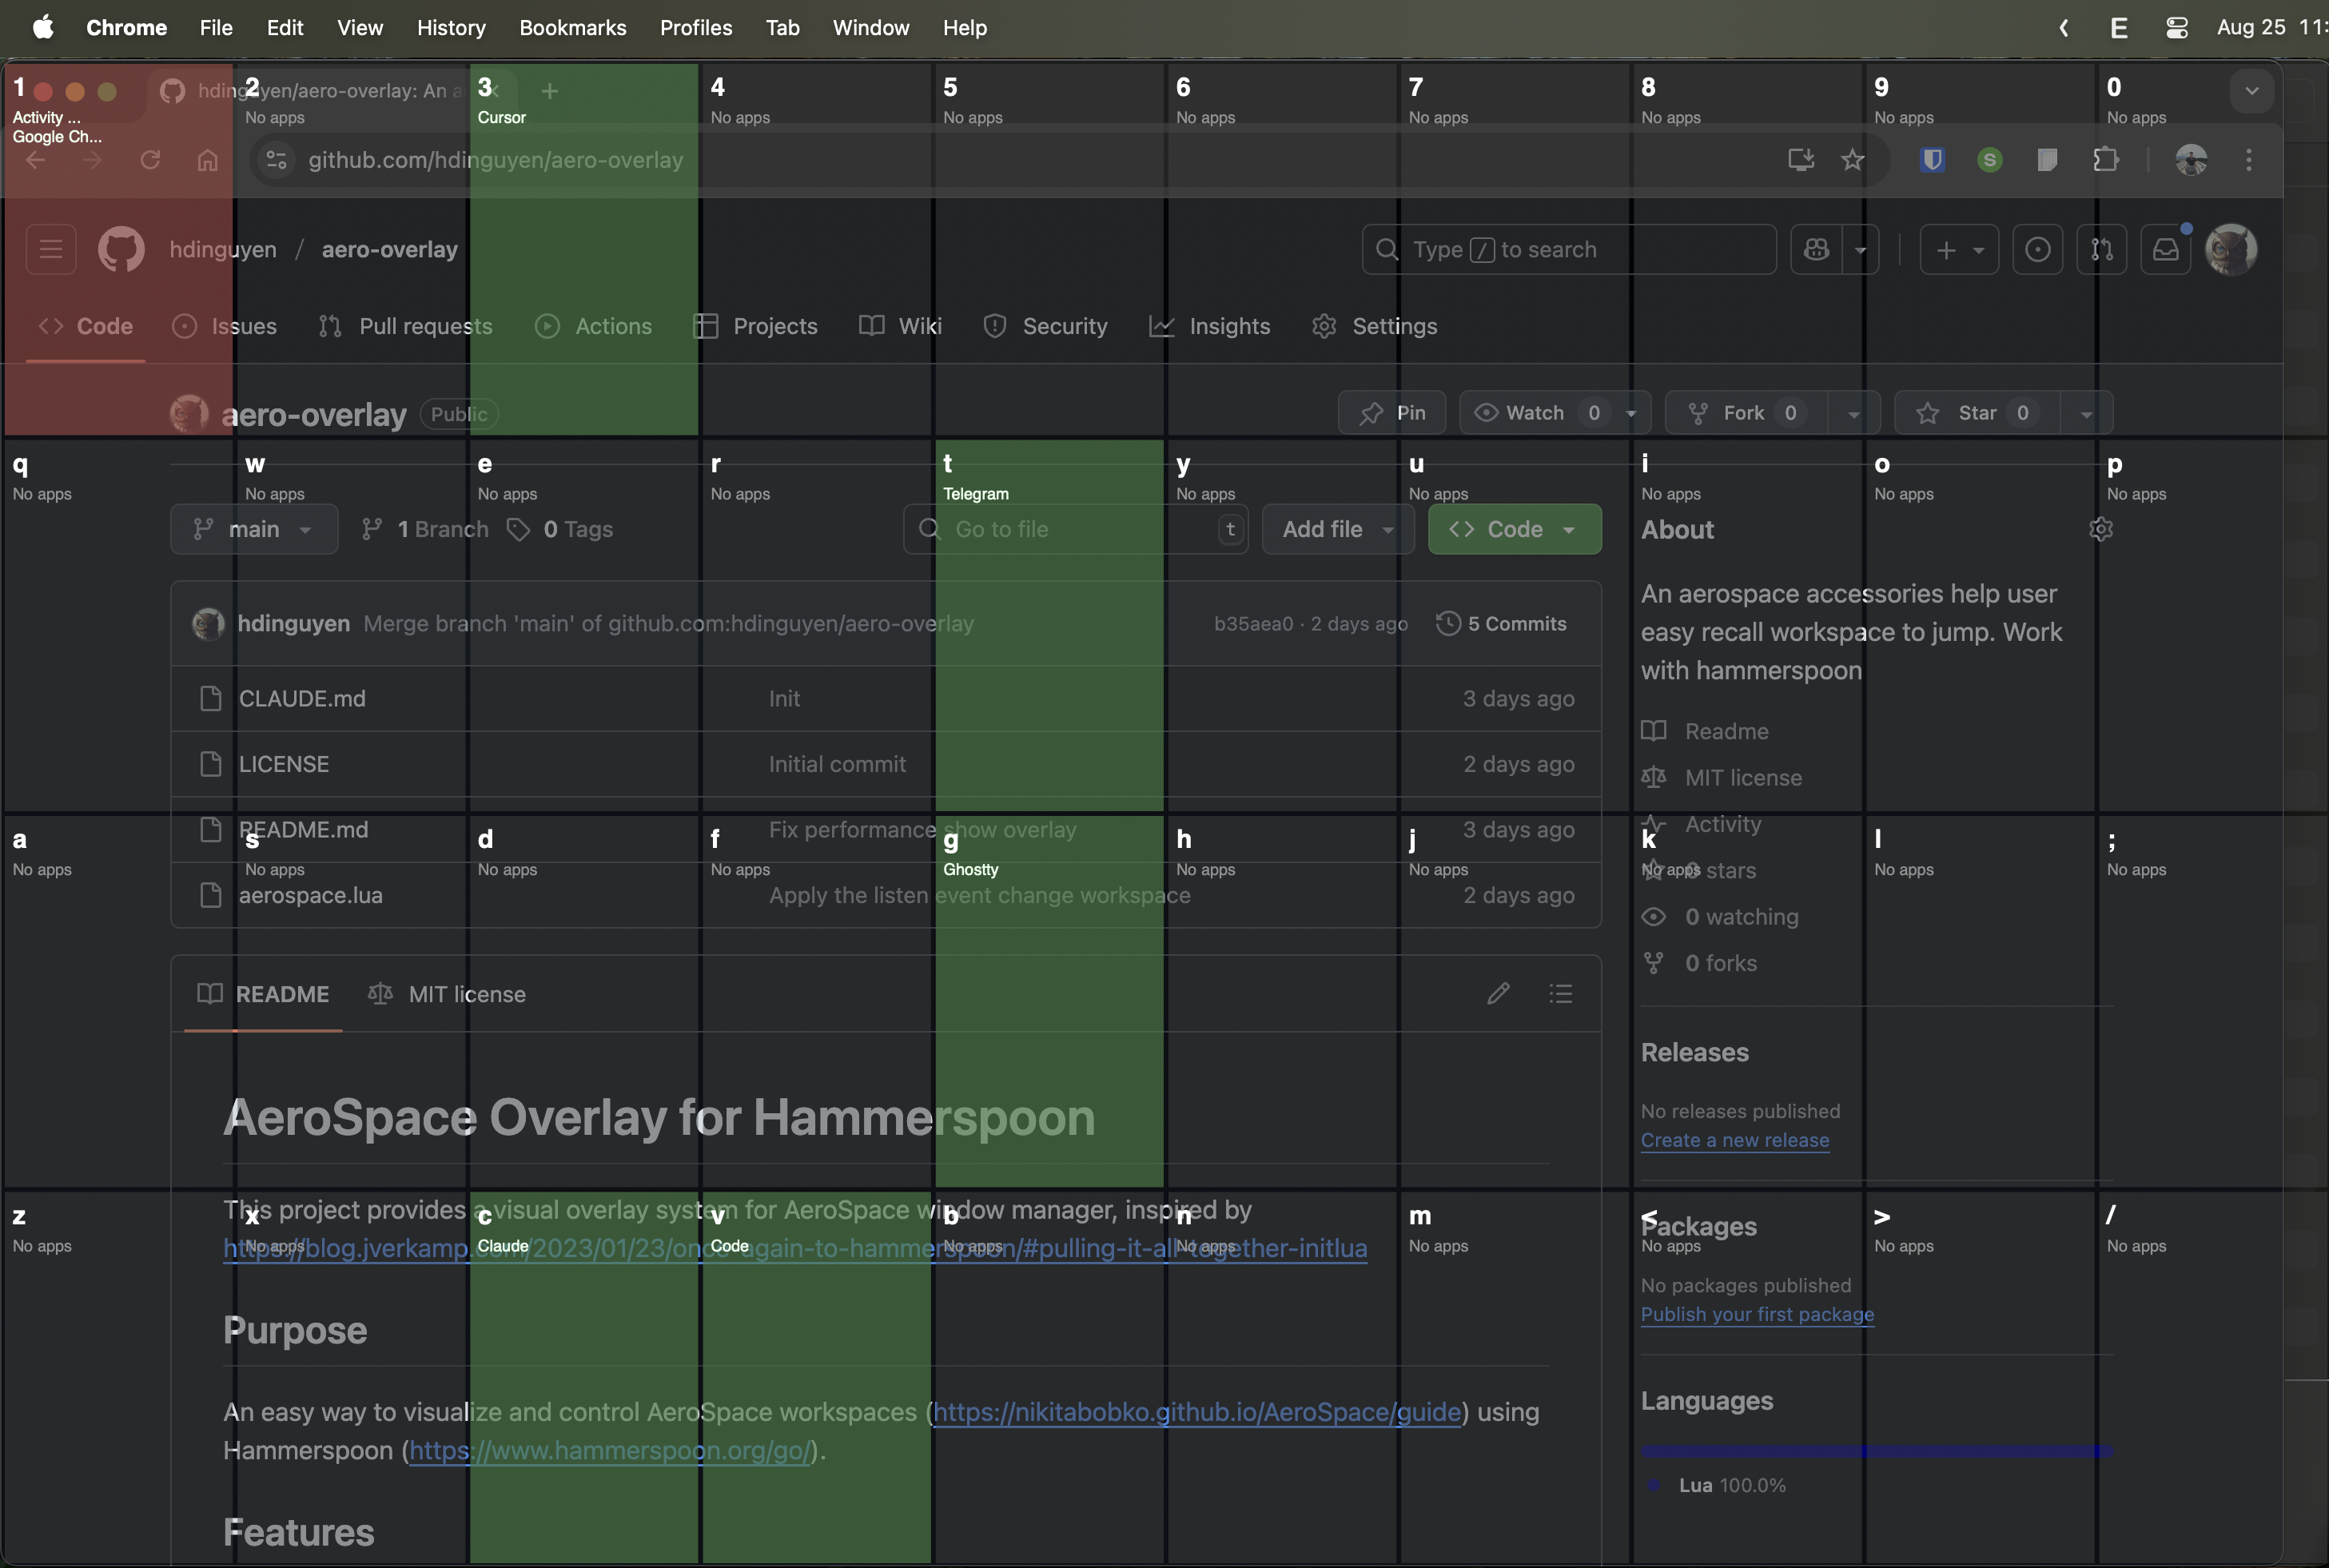 Chrome File Edit View History Bookmarks Profiles Tab Window Help E Aug 25 11:
1 2 3 4 5 6 7 8 9 0
hdinguyen/aero-overlay: An a
Activity ... No apps Cursor No apps No apps No apps No apps No apps No apps No apps
Google Ch...
github.com/hdinguyen/aero-overlay
hdinguyen / aero-overlay Type / to search
Code Issues Pull requests Actions Projects Wiki Security Insights Settings
aero-overlay Public Pin Watch 0 Fork 0 Star 0
q w e r t y u i o p
No apps No apps No apps No apps Telegram No apps No apps No apps No apps No apps
main 1 Branch 0 Tags Go to file t Add file Code
About
An aerospace accessories help user
easy recall workspace to jump. Work
with hammerspoon
hdinguyen Merge branch 'main' of github.com:hdinguyen/aero-overlay b35aea0 · 2 days ago 5 Commits
CLAUDE.md Init 3 days ago
LICENSE Initial commit 2 days ago
README.md Fix performance show overlay 3 days ago
aerospace.lua Apply the listen event change workspace 2 days ago
Readme
MIT license
Activity
0 stars
0 watching
0 forks
a s d f g h j k l ;
No apps No apps No apps No apps Ghostty No apps No apps No apps No apps No apps
README MIT license
Releases
No releases published
Create a new release
AeroSpace Overlay for Hammerspoon
z x c v b n m < > /
No apps No apps Claude Code No apps No apps No apps No apps No apps No apps
This project provides a visual overlay system for AeroSpace window manager, inspired by
https://blog.jverkamp.com/2023/01/23/once-again-to-hammerspoon/#pulling-it-all-together-initlua
Packages
No packages published
Publish your first package
Purpose
An easy way to visualize and control AeroSpace workspaces (https://nikitabobko.github.io/AeroSpace/guide) using
Hammerspoon (https://www.hammerspoon.org/go/).
Languages
Lua 100.0%
Features